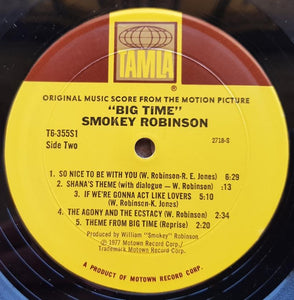 TAMLA
ORIGINAL MUSIC SCORE FROM THE MOTION PICTURE
"BIG TIME"
SMOKEY ROBINSON
T6-355S1
2718-S
Side Two
1. SO NICE TO BE WITH YOU (W. Robinson-R. E. Jones) 6:29
2. SHANA'S THEME (with dialogue — W. Robinson) :13
3. IF WE'RE GONNA ACT LIKE LOVERS 5:10
(W. Robinson-K. Jones)
4. THE AGONY AND THE ECSTACY (W. Robinson) 2:34
5. THEME FROM BIG TIME (Reprise) 2:20
Produced by William "Smokey" Robinson
℗ 1977 Motown Record Corp./
Trademark Motown Record Corp.
A PRODUCT OF MOTOWN RECORD CORP.